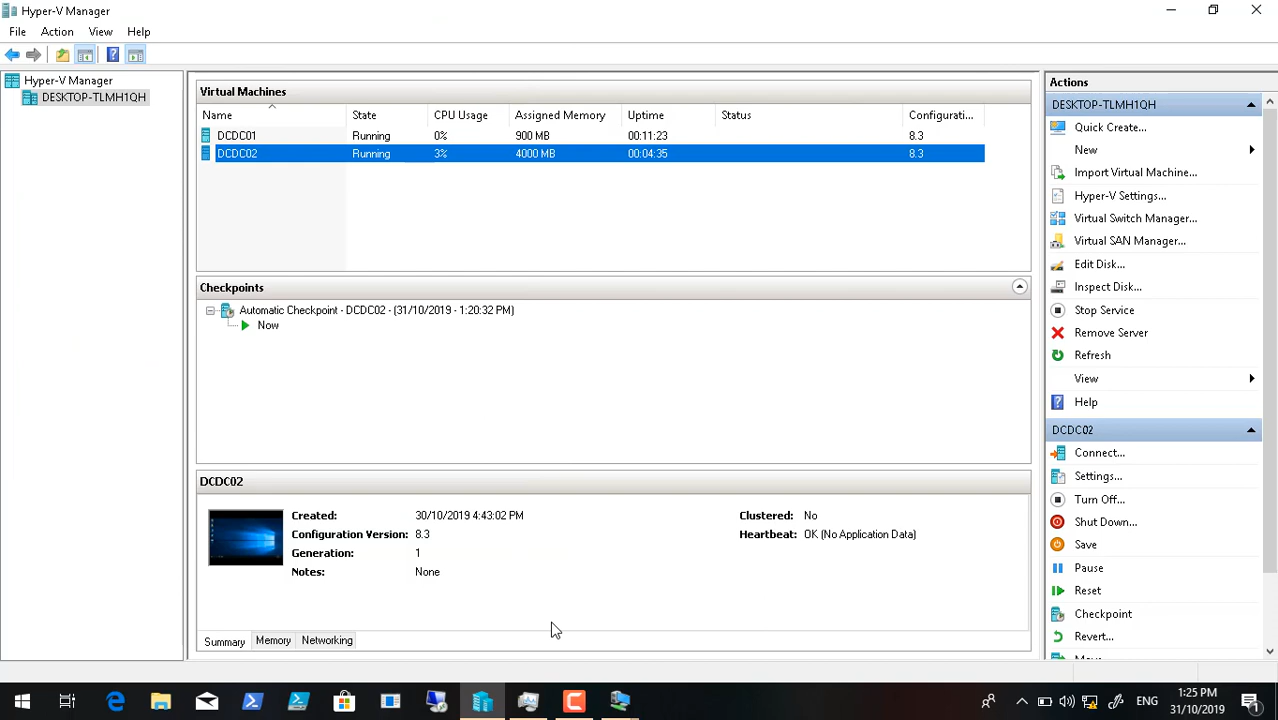 Hyper-V Manager
File Action View Help
Hyper-V Manager
DESKTOP-TLMH1QH
Virtual Machines
Name State CPU Usage Assigned Memory Uptime Status Configurati...
DCDC01 Running 0% 900 MB 00:11:23 8.3
DCDC02 Running 3% 4000 MB 00:04:35 8.3
Checkpoints
Automatic Checkpoint - DCDC02 - (31/10/2019 - 1:20:32 PM)
Now
DCDC02
Created: 30/10/2019 4:43:02 PM Clustered: No
Configuration Version: 8.3 Heartbeat: OK (No Application Data)
Generation: 1
Notes: None
Summary Memory Networking
Actions
DESKTOP-TLMH1QH
Quick Create...
New
Import Virtual Machine...
Hyper-V Settings...
Virtual Switch Manager...
Virtual SAN Manager...
Edit Disk...
Inspect Disk...
Stop Service
Remove Server
Refresh
View
Help
DCDC02
Connect...
Settings...
Turn Off...
Shut Down...
Save
Pause
Reset
Checkpoint
Revert...
ENG
1:25 PM
31/10/2019